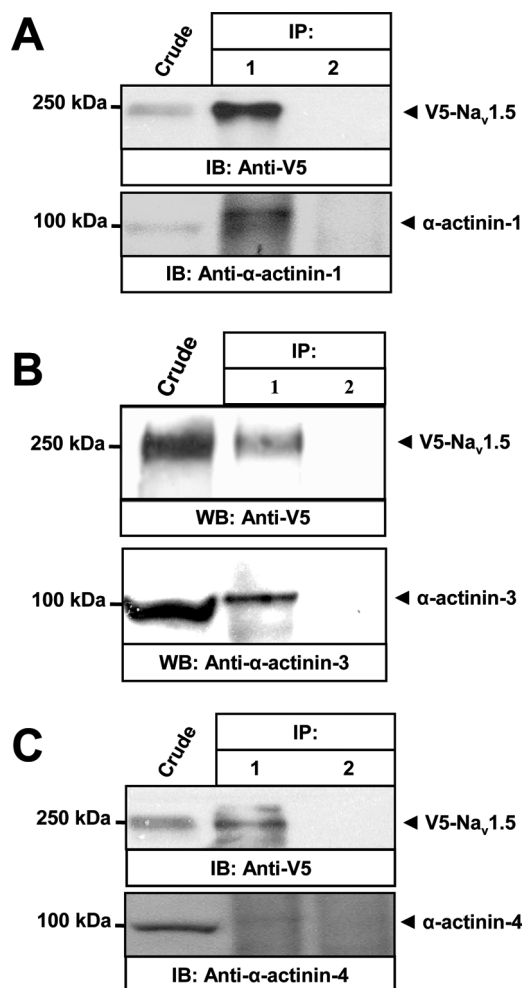 A
Crude
IP:
1 2
250 kDa
◄ V5-Nav1.5
IB: Anti-V5
100 kDa
◄ α-actinin-1
IB: Anti-α-actinin-1
B
Crude
IP:
1 2
250 kDa
◄ V5-Nav1.5
WB: Anti-V5
100 kDa
◄ α-actinin-3
WB: Anti-α-actinin-3
C
Crude
IP:
1 2
250 kDa
◄ V5-Nav1.5
IB: Anti-V5
100 kDa
◄ α-actinin-4
IB: Anti-α-actinin-4